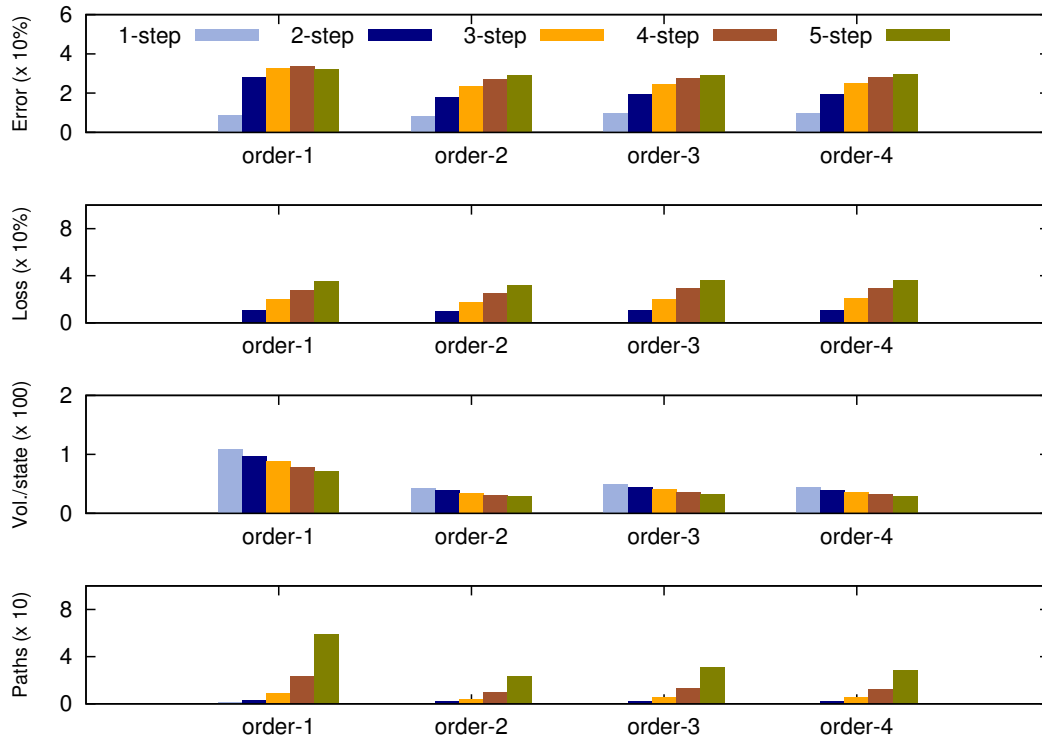 Error (x 10%)
6
4
2
0
1-step 2-step 3-step 4-step 5-step
order-1 order-2 order-3 order-4
Loss (x 10%)
8
4
0
order-1 order-2 order-3 order-4
Vol./state (x 100)
2
1
0
order-1 order-2 order-3 order-4
Paths (x 10)
8
4
0
order-1 order-2 order-3 order-4